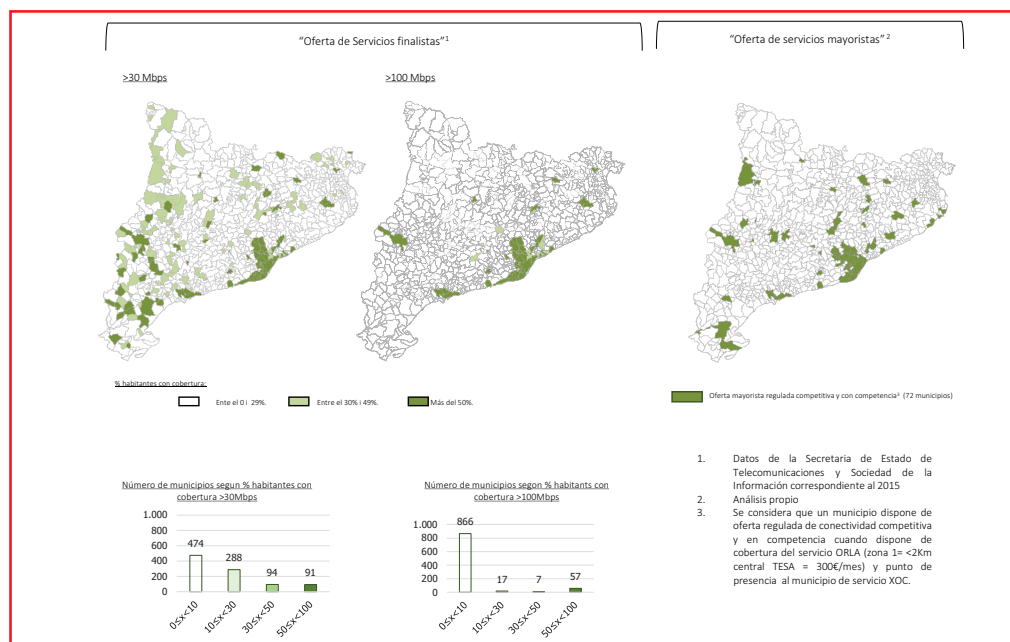 “Oferta de Servicios finalistas”1
“Oferta de servicios mayoristas” 2
>30 Mbps
>100 Mbps
% habitantes con cobertura:
Ente el 0 i 29%.
Entre el 30% i 49%.
Más del 50%.
Oferta mayorista regulada competitiva y con competencia3 (72 municipios)
Número de municipios segun % habitantes con
cobertura >30Mbps
1.000
800
600
400
200
0
474
288
94
91
0≤x<10
10≤x<30
30≤x<50
50≤x<100
Número de municipios segon % habitants con
cobertura >100Mbps
1.000
800
600
400
200
0
866
17
7
57
0≤x<10
10≤x<30
30≤x<50
50≤x<100
1. Datos de la Secretaria de Estado de
Telecomunicaciones y Sociedad de la
Información correspondiente al 2015
2. Análisis propio
3. Se considera que un municipio dispone de
oferta regulada de conectividad competitiva
y en competencia cuando dispone de
cobertura del servicio ORLA (zona 1= <2Km
central TESA = 300€/mes) y punto de
presencia al municipio de servicio XOC.